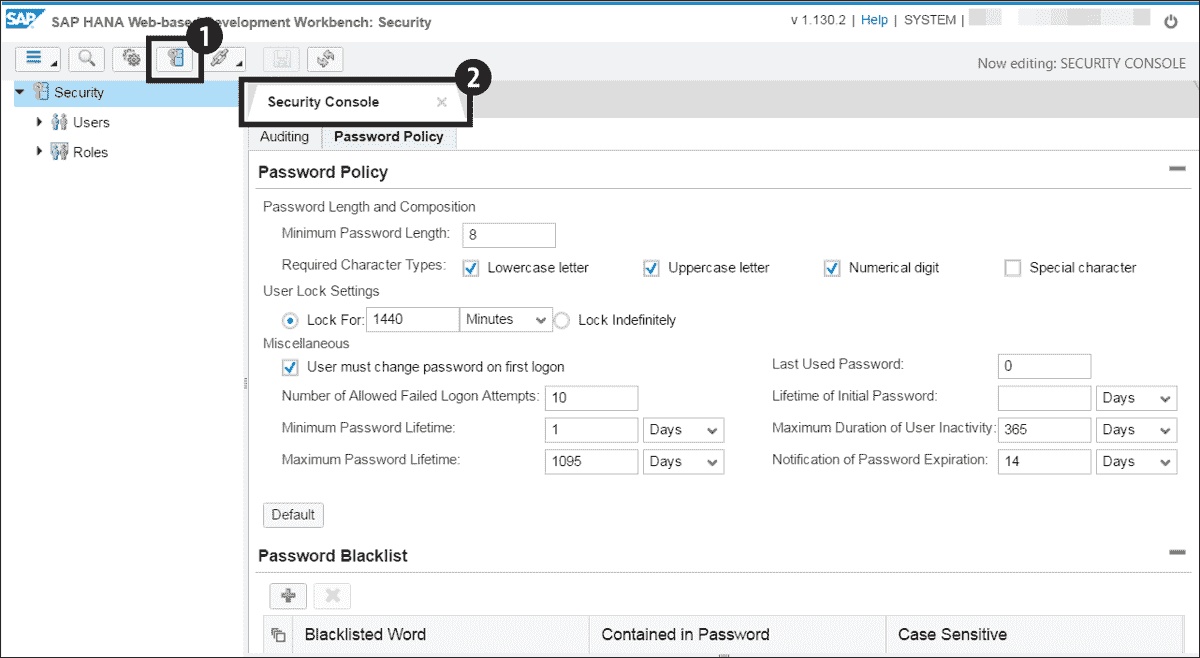 SAP SAP HANA Web-based Development Workbench: Security v 1.130.2 | Help | SYSTEM |
1
2
Now editing: SECURITY CONSOLE
Security
Users
Roles
Security Console ×
Auditing Password Policy
Password Policy
Password Length and Composition
Minimum Password Length: 8
Required Character Types: Lowercase letter Uppercase letter Numerical digit Special character
User Lock Settings
Lock For: 1440 Minutes Lock Indefinitely
Miscellaneous
User must change password on first logon Last Used Password: 0
Number of Allowed Failed Logon Attempts: 10 Lifetime of Initial Password: Days
Minimum Password Lifetime: 1 Days Maximum Duration of User Inactivity: 365 Days
Maximum Password Lifetime: 1095 Days Notification of Password Expiration: 14 Days
Default
Password Blacklist
Blacklisted Word Contained in Password Case Sensitive